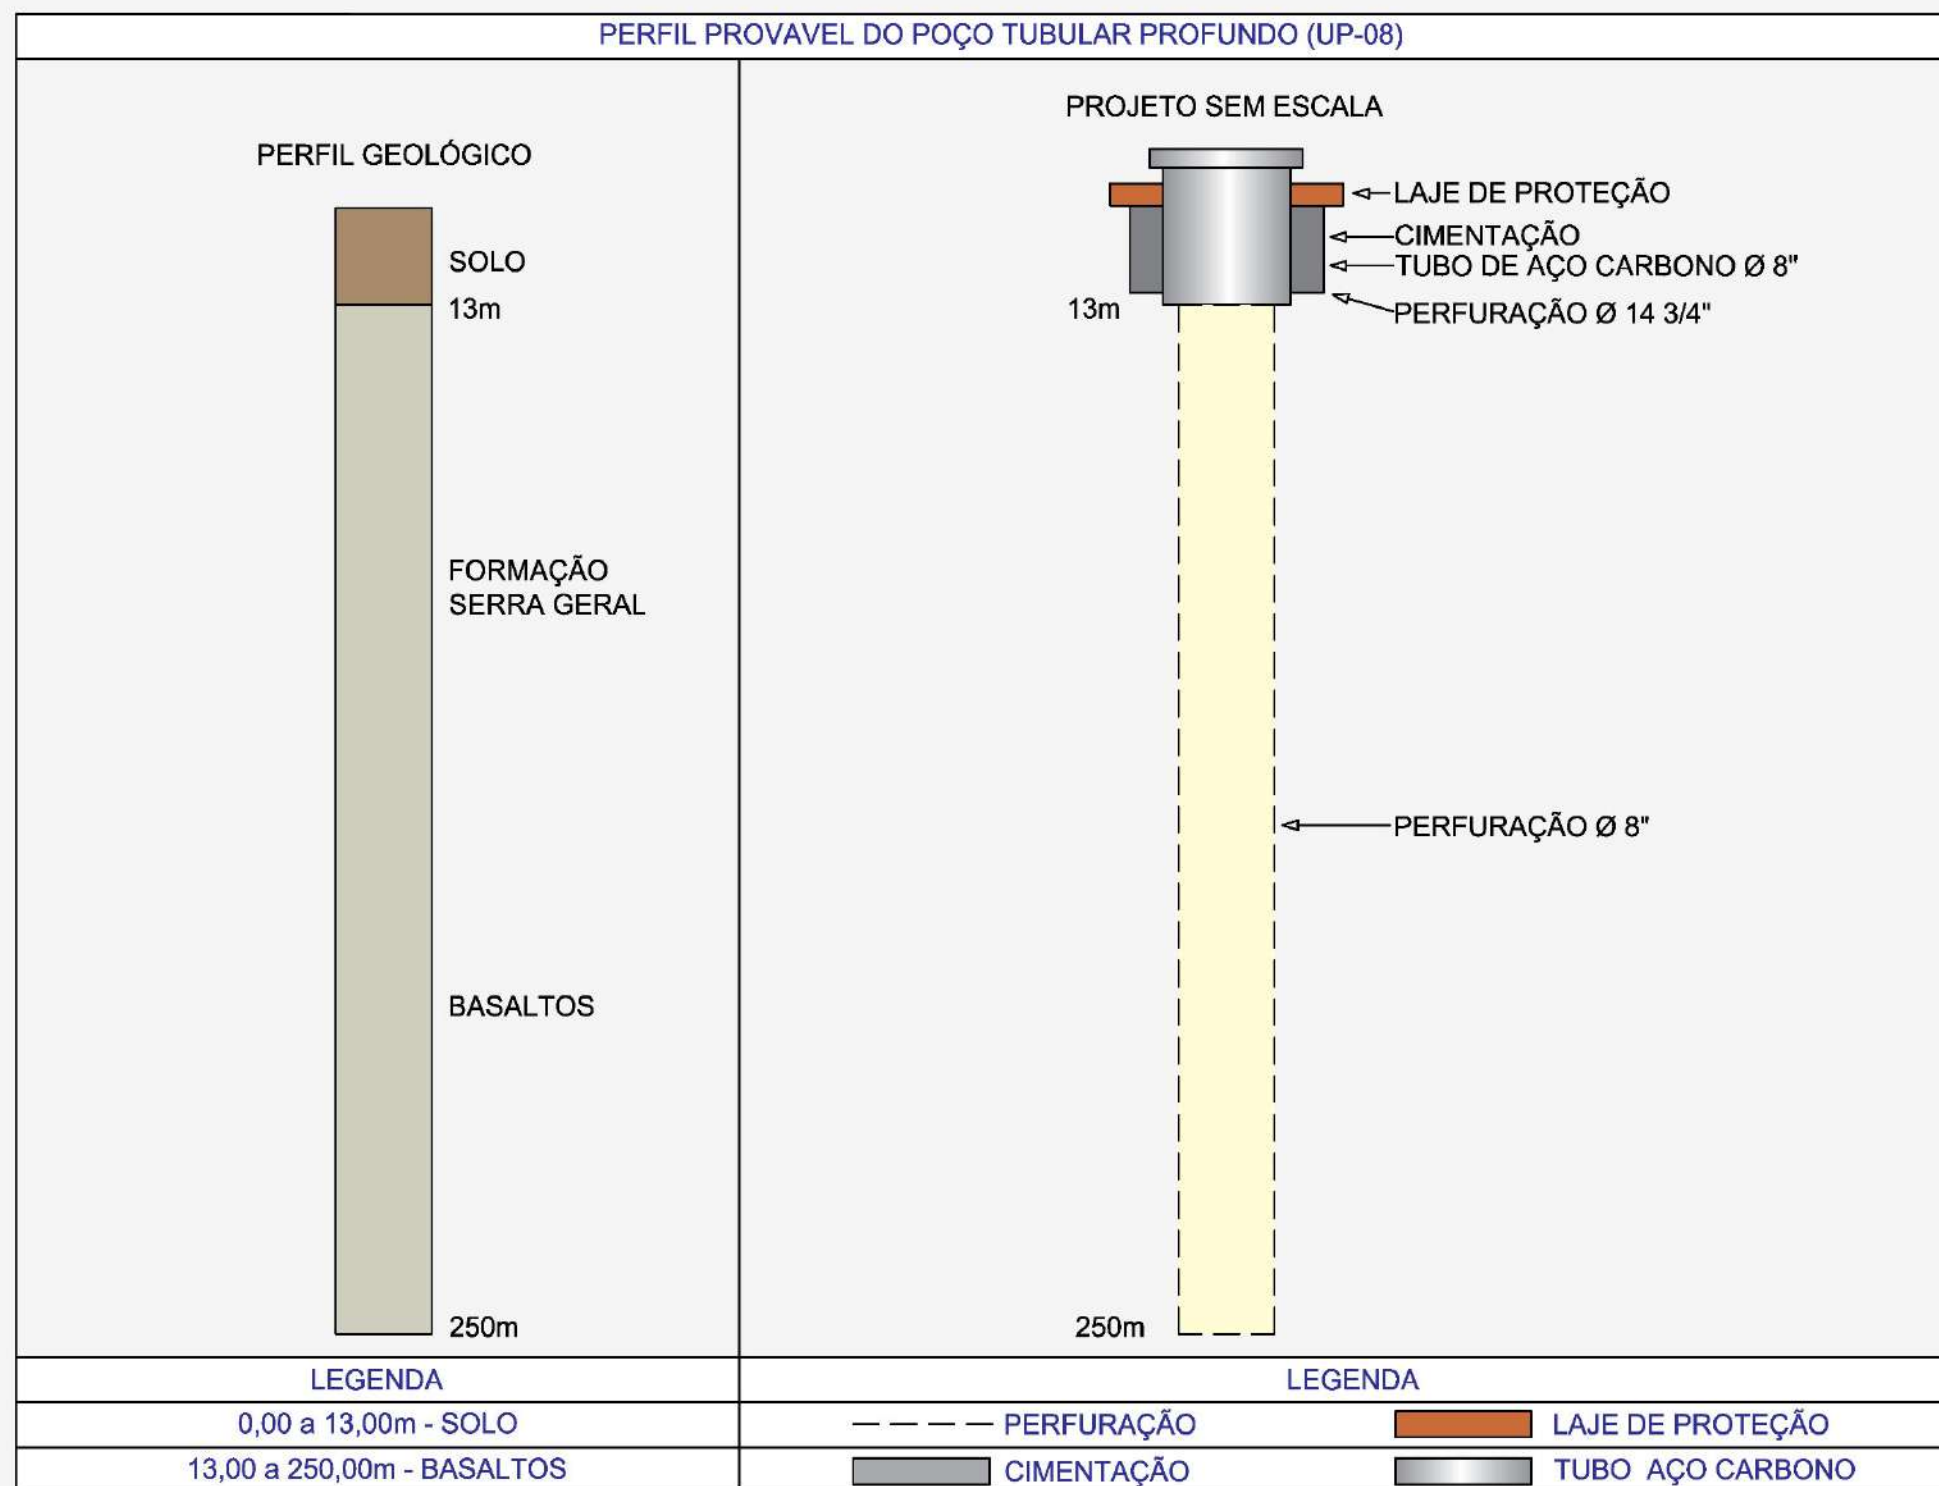 PERFIL PROVAVEL DO POÇO TUBULAR PROFUNDO (UP-08)
PERFIL GEOLÓGICO
SOLO
13m
FORMAÇÃO
SERRA GERAL
BASALTOS
250m
PROJETO SEM ESCALA
LAJE DE PROTEÇÃO
CIMENTAÇÃO
TUBO DE AÇO CARBONO Ø 8"
13m
PERFURAÇÃO Ø 14 3/4"
PERFURAÇÃO Ø 8"
250m
LEGENDA
0,00 a 13,00m - SOLO
13,00 a 250,00m - BASALTOS
LEGENDA
PERFURAÇÃO
LAJE DE PROTEÇÃO
CIMENTAÇÃO
TUBO AÇO CARBONO